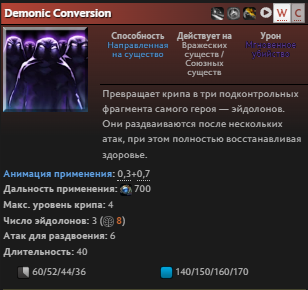 Demonic Conversion
W C
Способность
Направленная
на существо
Действует на
Вражеских
существ /
Союзных
существ
Урон
Мгновенное
убийство
Превращает крипа в три подконтрольных
фрагмента самого героя — эйдолонов.
Они раздваиваются после нескольких
атак, при этом полностью восстанавливая
здоровье.
Анимация применения: 0,3+0,7
Дальность применения: 700
Макс. уровень крипа: 4
Число эйдолонов: 3 ( 8)
Атак для раздвоения: 6
Длительность: 40
60/52/44/36 140/150/160/170